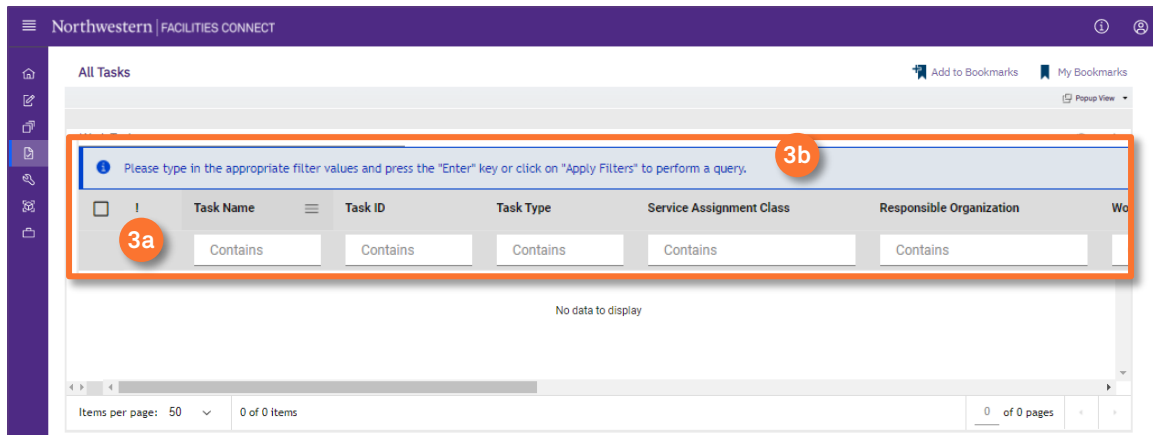 Northwestern | FACILITIES CONNECT
All Tasks
Add to Bookmarks
My Bookmarks
Popup View
Please type in the appropriate filter values and press the "Enter" key or click on "Apply Filters" to perform a query.
3b
! Task Name Task ID Task Type Service Assignment Class Responsible Organization Wo
3a
Contains Contains Contains Contains Contains
No data to display
Items per page: 50 0 of 0 items 0 of 0 pages